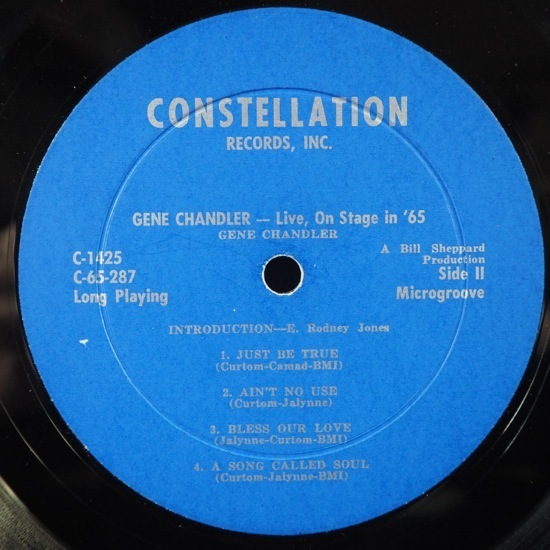 CONSTELLATION
RECORDS, INC.
GENE CHANDLER — Live, On Stage in '65
GENE CHANDLER
C-1425
C-65-287
Long Playing
A Bill Sheppard
Production
Side II
Microgroove
INTRODUCTION—E. Rodney Jones
1. JUST BE TRUE
(Curtom-Camad-BMI)
2. AIN'T NO USE
(Curtom-Jalynne)
3. BLESS OUR LOVE
(Jalynne-Curtom-BMI)
4. A SONG CALLED SOUL
(Curtom-Jalynne-BMI)